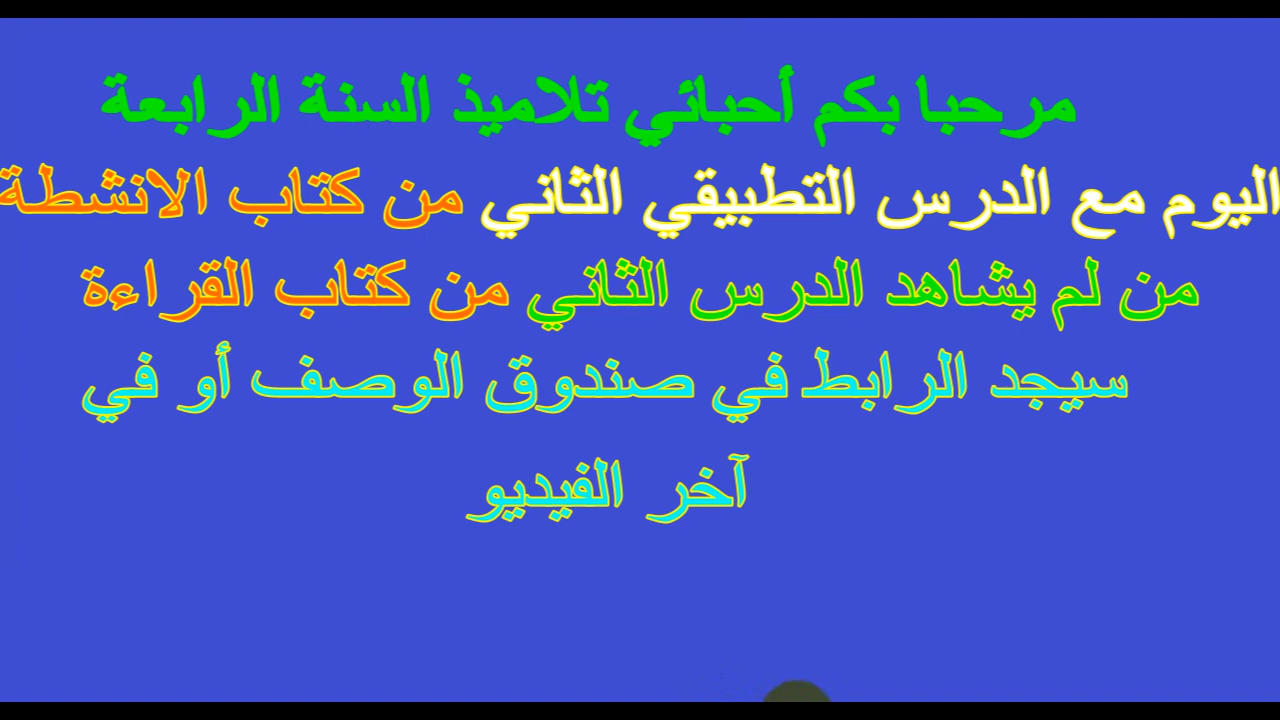 مرحبا بكم أحبائي تلاميذ السنة الرابعة
اليوم مع الدرس التطبيقي الثاني من كتاب الانشطة
من لم يشاهد الدرس الثاني من كتاب القراءة
سيجد الرابط في صندوق الوصف أو في
آخر الفيديو